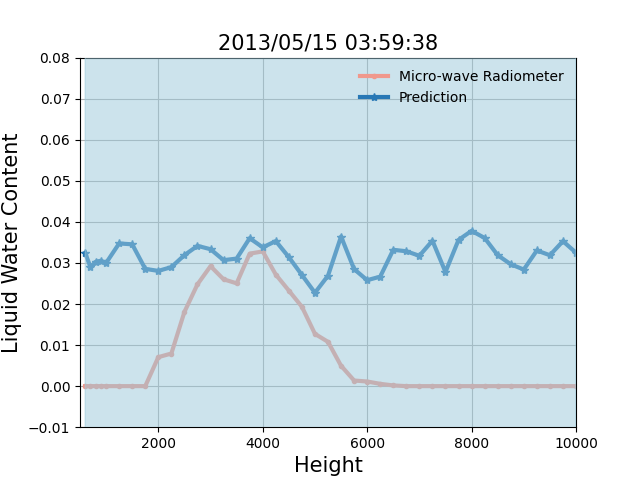 2013/05/15 03:59:38
Micro-wave Radiometer
Prediction
Liquid Water Content
0.08
0.07
0.06
0.05
0.04
0.03
0.02
0.01
0.00
−0.01
2000 4000 6000 8000 10000
Height